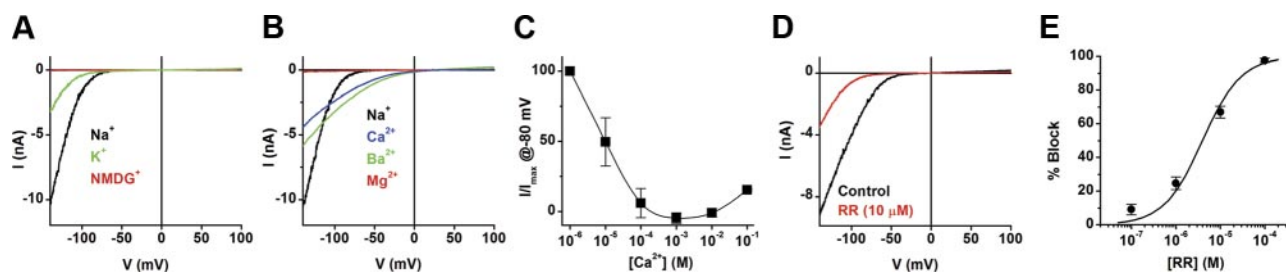 A
B
C
D
E
0
-5
-10
I (nA)
Na⁺
K⁺
NMDG⁺
-100
-50
0
50
100
V (mV)
0
-5
-10
I (nA)
Na⁺
Ca²⁺
Ba²⁺
Mg²⁺
-100
-50
0
50
100
V (mV)
100
50
0
I/Imax @-80 mV
10⁻⁶
10⁻⁵
10⁻⁴
10⁻³
10⁻²
10⁻¹
[Ca²⁺] (M)
0
-4
-8
I (nA)
Control
RR (10 μM)
-100
-50
0
50
100
V (mV)
100
80
60
40
20
0
% Block
10⁻⁷
10⁻⁶
10⁻⁵
10⁻⁴
[RR] (M)